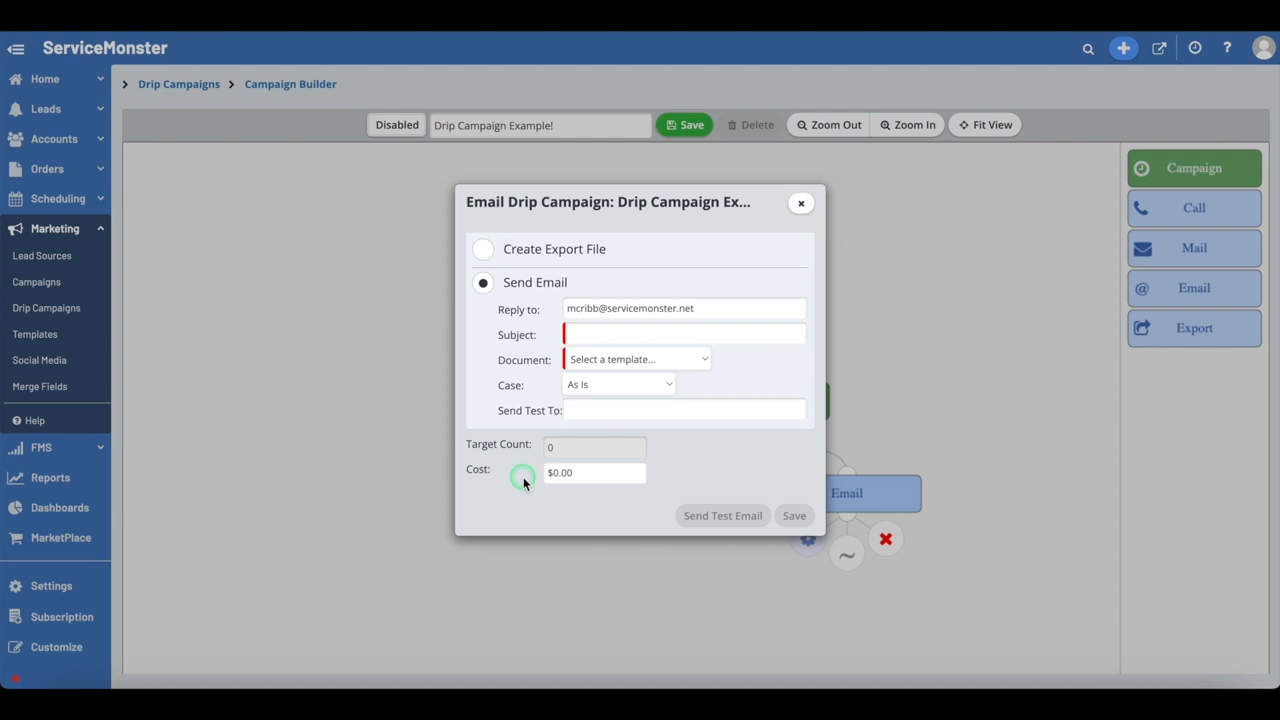 ServiceMonster
Home
Leads
Accounts
Orders
Scheduling
Marketing
Lead Sources
Campaigns
Drip Campaigns
Templates
Social Media
Merge Fields
Help
FMS
Reports
Dashboards
MarketPlace
Settings
Subscription
Customize
Drip Campaigns > Campaign Builder
Disabled Drip Campaign Example! Save Delete Zoom Out Zoom In Fit View
Email Drip Campaign: Drip Campaign Ex...
Create Export File
Send Email
Reply to: mcribb@servicemonster.net
Subject:
Document: Select a template...
Case: As Is
Send Test To:
Target Count: 0
Cost: $0.00
Send Test Email Save
Email
Campaign
Call
Mail
@ Email
Export